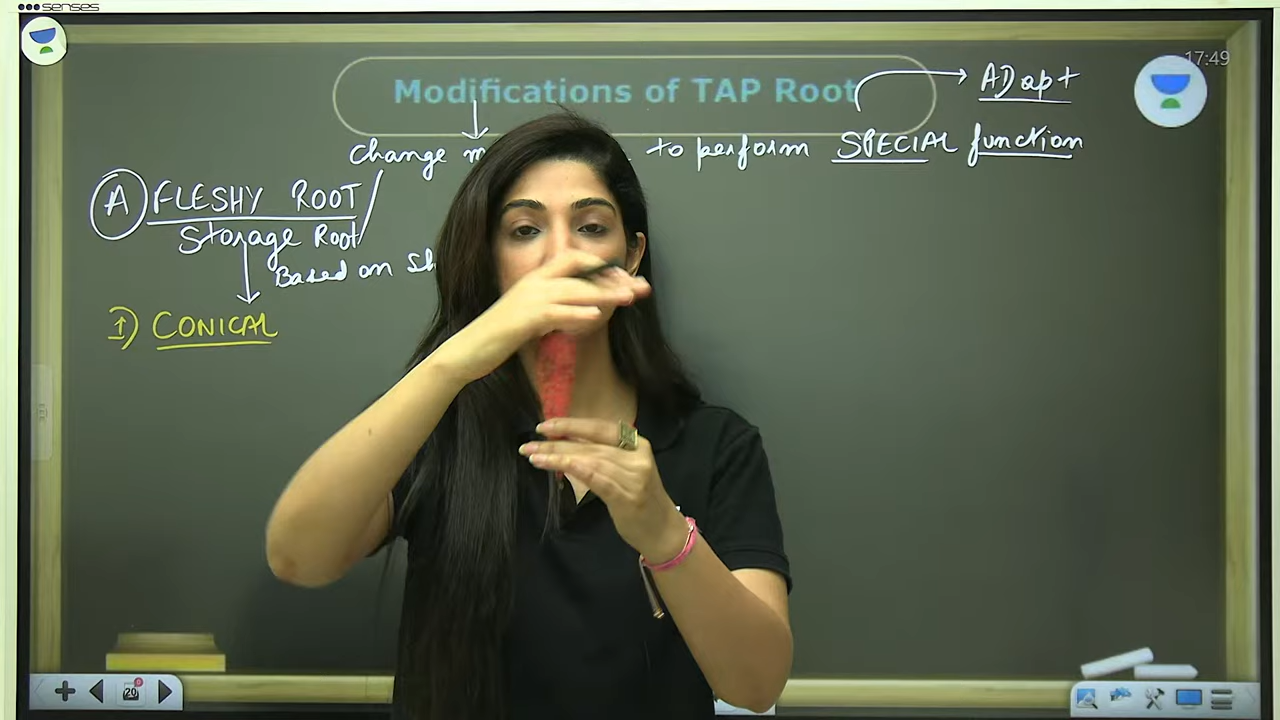 senses
17:49
Modifications of TAP Root
ADapt
change to perform SPECIAL function
A FLESHY ROOT/
Storage Root
Based on Sh
1) CONICAL
20